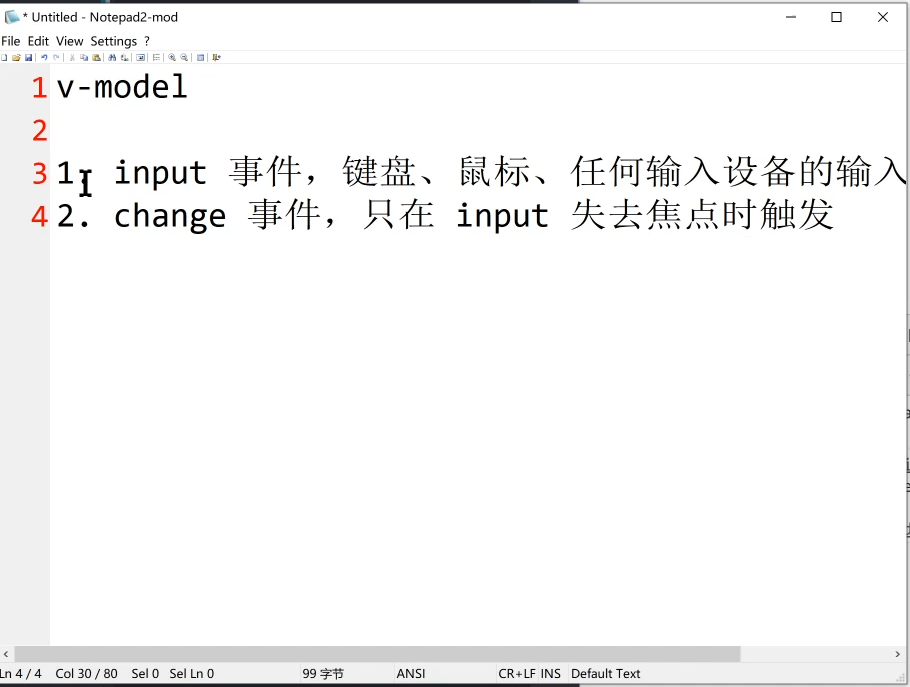 * Untitled - Notepad2-mod
File Edit View Settings ?
1 v-model
2
3 1. input 事件，键盘、鼠标、任何输入设备的输入
4 2. change 事件，只在 input 失去焦点时触发
Ln 4 / 4 Col 30 / 80 Sel 0 Sel Ln 0 99 字节 ANSI CR+LF INS Default Text